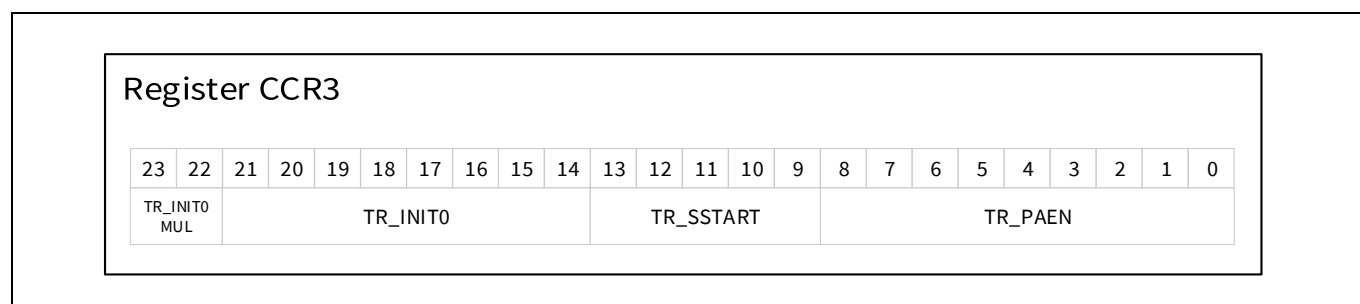 Register CCR3
23 22 21 20 19 18 17 16 15 14 13 12 11 10 9 8 7 6 5 4 3 2 1 0
TR_INIT0
MUL
TR_INIT0
TR_SSTART
TR_PAEN